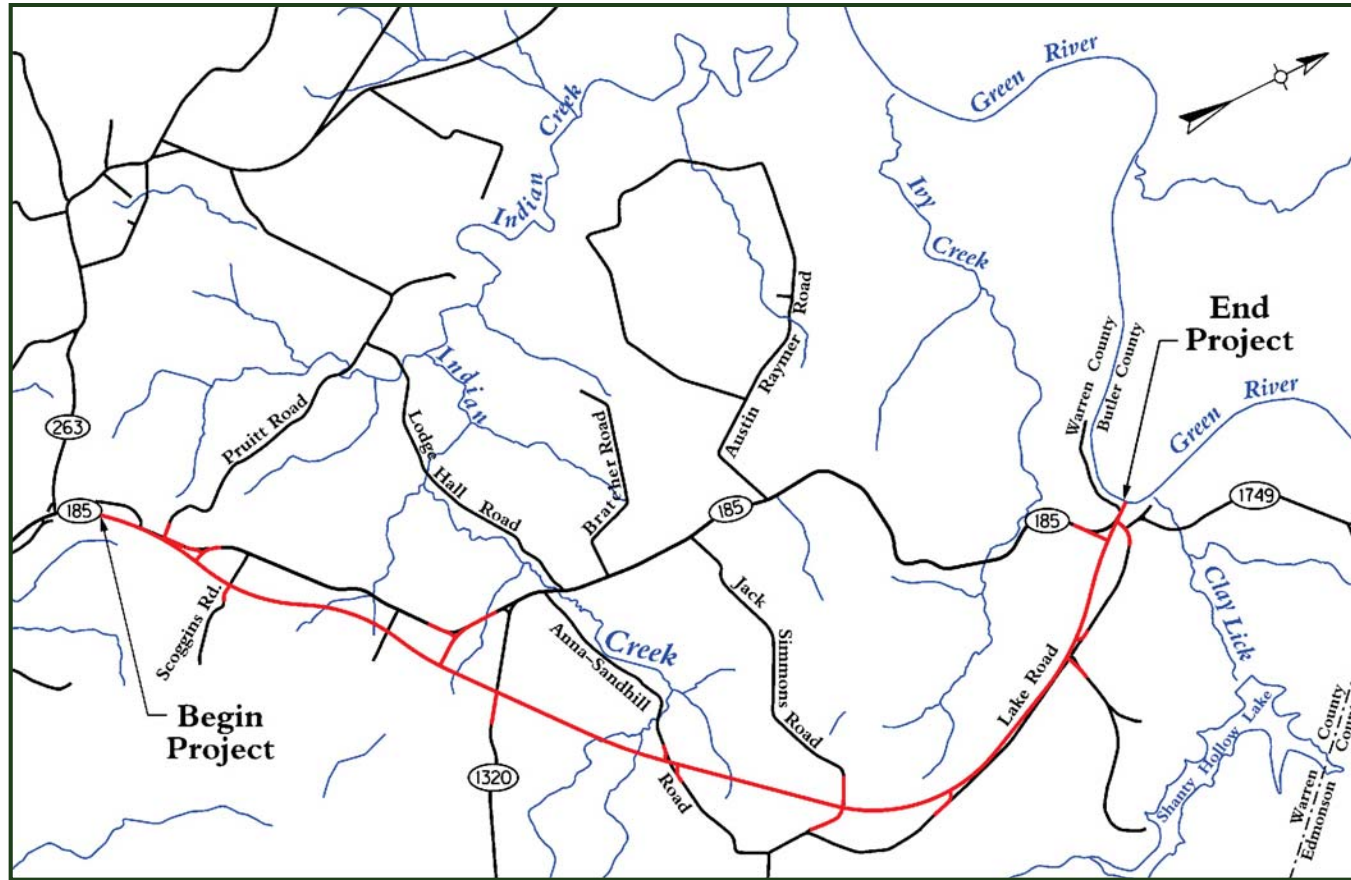 Green River
Indian Creek
Ivy Creek
Austin Raymer Road
End
Project
Warren County
Butler County
Green River
263
Pruitt Road
Indian
Lodge Hall Road
Bratcher Road
185
185
185
1749
Scoggins Rd.
Jack Simmons Road
Clay Lick
Creek
Anna-Sandhill Road
Lake Road
Begin
Project
1320
Shanty Hollow Lake
Warren County
Edmonson